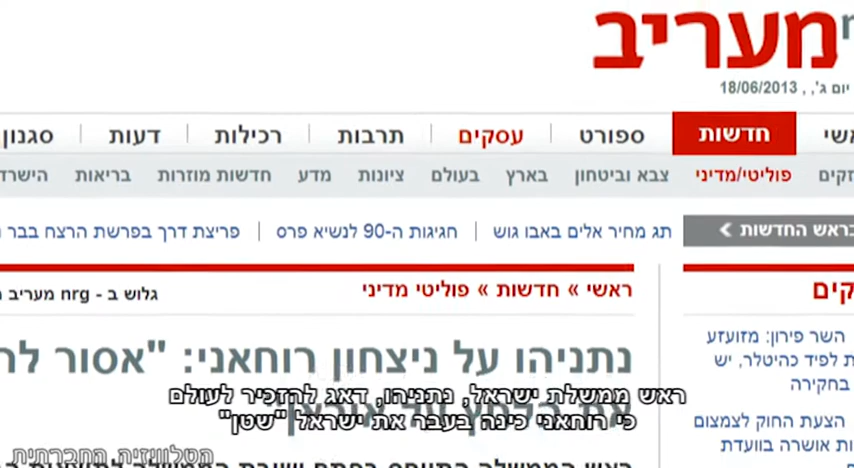 מעריב
יום ג', , 18/06/2013
חדשות ספורט עסקים תרבות רכילות דעות סגנון
פוליטי/מדיני צבא וביטחון בארץ בעולם ציונות מדע חדשות מוזרות בריאות
בראש החדשות
תג מחיר אלים באבו גוש | חגיגות ה-90 לנשיא פרס | פריצת דרך בפרשת הרצח בבר
ראשי » חדשות » פוליטי מדיני
גלוש ב - nrg מעריב
נתניהו על ניצחון רוחאני: "אסור
ראש ממשלת ישראל, נתניהו, דאג להזכיר לעולם
כי רוחאני כינה בעבר את ישראל "שטן"
הטלוויזיה החברתית
השר פירון: מזועזע
לפיד כהיטלר, יש
בחקירה
הצעת החוק לצמצום
אושרה בוועדת